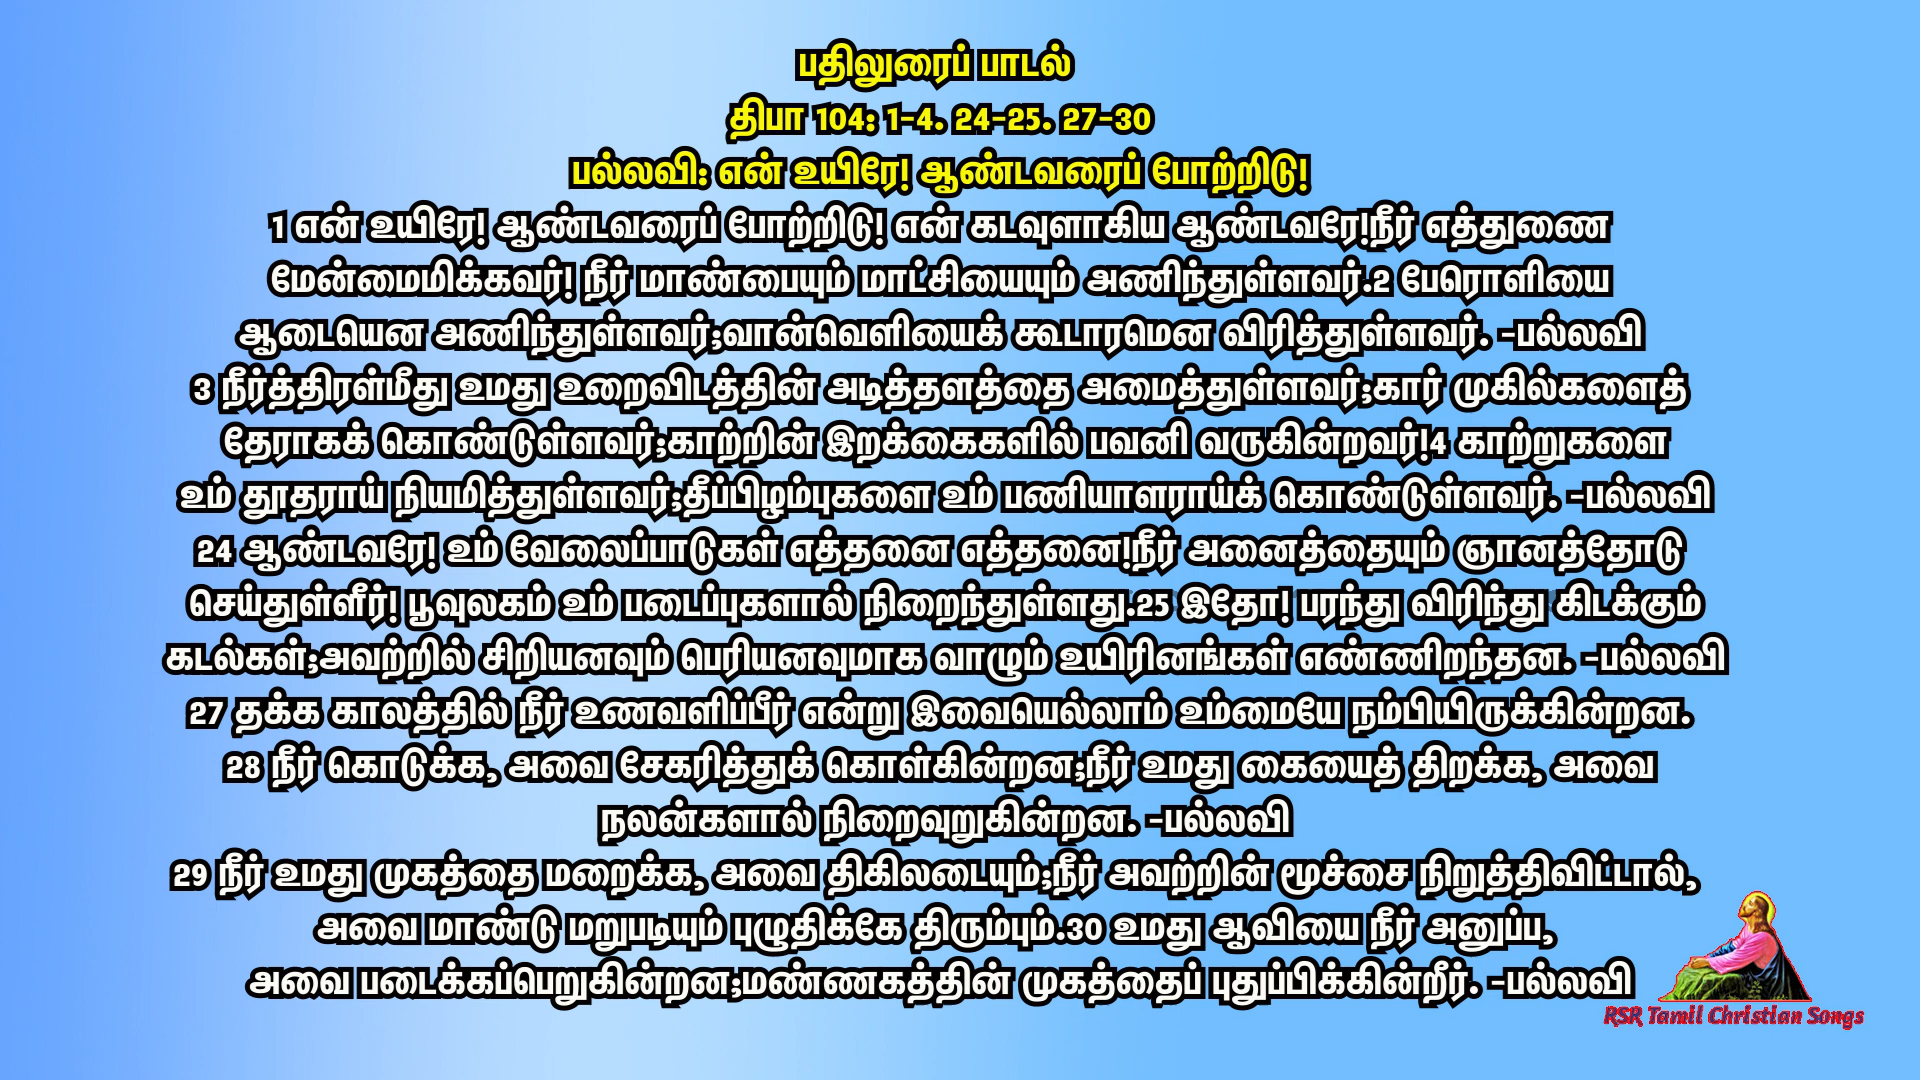 பதிலுரைப் பாடல்
திபா 104: 1-4. 24-25. 27-30
பல்லவி: என் உயிரே! ஆண்டவரைப் போற்றிடு!
1 என் உயிரே! ஆண்டவரைப் போற்றிடு! என் கடவுளாகிய ஆண்டவரே!நீர் எத்துணை
மேன்மைமிக்கவர்! நீர் மாண்பையும் மாட்சியையும் அணிந்துள்ளவர்.2 பேரொளியை
ஆடையென அணிந்துள்ளவர்;வான்வெளியைக் கூடாரமென விரித்துள்ளவர். -பல்லவி
3 நீர்த்திரள்மீது உமது உறைவிடத்தின் அடித்தளத்தை அமைத்துள்ளவர்;கார் முகில்களைத்
தேராகக் கொண்டுள்ளவர்;காற்றின் இறக்கைகளில் பவனி வருகின்றவர்!4 காற்றுகளை
உம் தூதராய் நியமித்துள்ளவர்;தீப்பிழம்புகளை உம் பணியாளராய்க் கொண்டுள்ளவர். -பல்லவி
24 ஆண்டவரே! உம் வேலைப்பாடுகள் எத்தனை எத்தனை!நீர் அனைத்தையும் ஞானத்தோடு
செய்துள்ளீர்! பூவுலகம் உம் படைப்புகளால் நிறைந்துள்ளது.25 இதோ! பரந்து விரிந்து கிடக்கும்
கடல்கள்;அவற்றில் சிறியனவும் பெரியனவுமாக வாழும் உயிரினங்கள் எண்ணிறந்தன. -பல்லவி
27 தக்க காலத்தில் நீர் உணவளிப்பீர் என்று இவையெல்லாம் உம்மையே நம்பியிருக்கின்றன.
28 நீர் கொடுக்க, அவை சேகரித்துக் கொள்கின்றன;நீர் உமது கையைத் திறக்க, அவை
நலன்களால் நிறைவுறுகின்றன. -பல்லவி
29 நீர் உமது முகத்தை மறைக்க, அவை திகிலடையும்;நீர் அவற்றின் மூச்சை நிறுத்திவிட்டால்,
அவை மாண்டு மறுபடியும் புழுதிக்கே திரும்பும்.30 உமது ஆவியை நீர் அனுப்ப,
அவை படைக்கப்பெறுகின்றன;மண்ணகத்தின் முகத்தைப் புதுப்பிக்கின்றீர். -பல்லவி
RSR Tamil Christian Songs